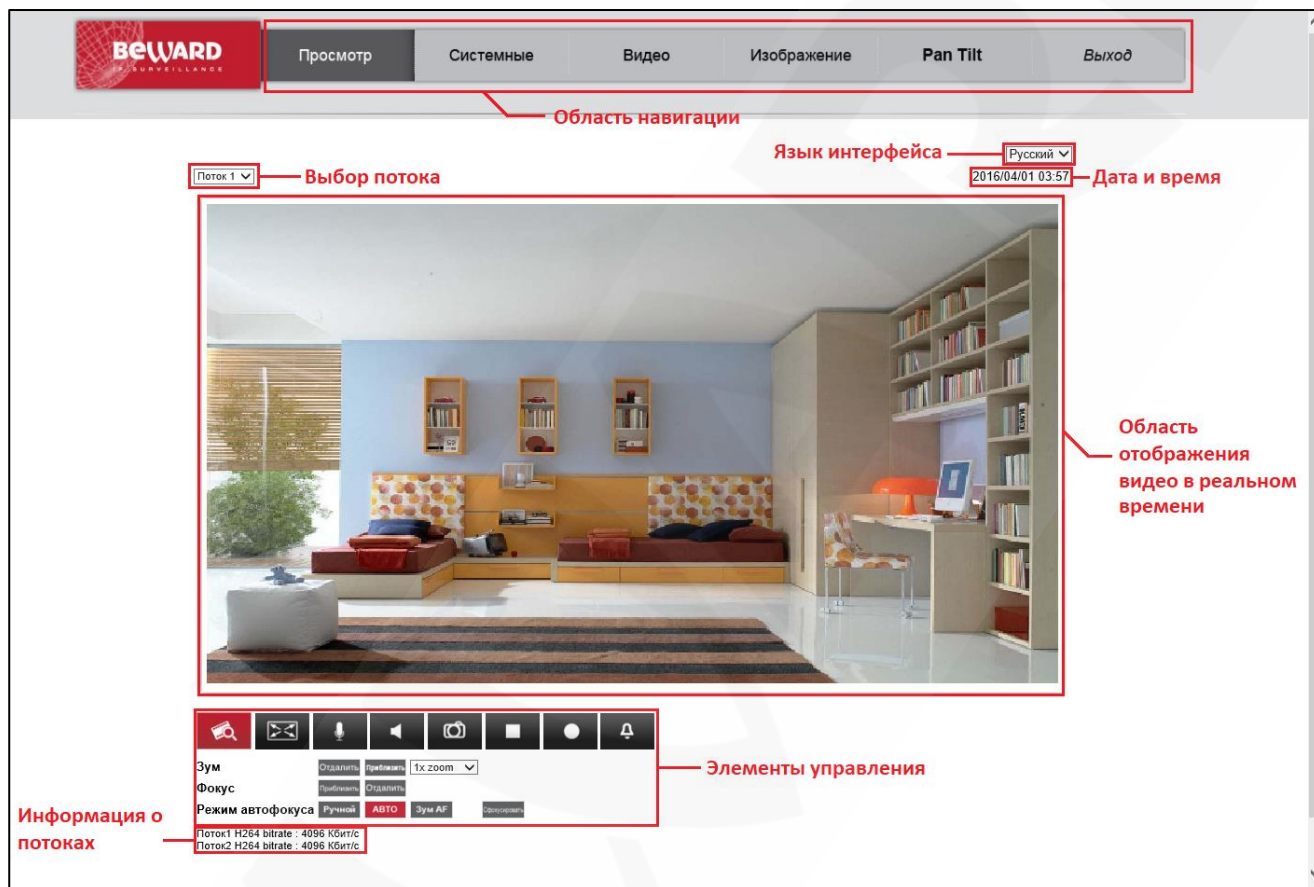 BEWARD
IP SURVEILLANCE
Просмотр
Системные
Видео
Изображение
Pan Tilt
Выход
Область навигации
Язык интерфейса
Русский
Поток 1
Выбор потока
2016/04/01 03:57
Дата и время
Область
отображения
видео в реальном
времени
Элементы управления
Зум
Отдалить
Приблизить
1x zoom
Фокус
Приблизить
Отдалить
Режим автофокуса
Ручной
АВТО
Зум AF
Сфокусировать
Информация о
потоках
Поток1 H264 bitrate : 4096 Кбит/с
Поток2 H264 bitrate : 4096 Кбит/с